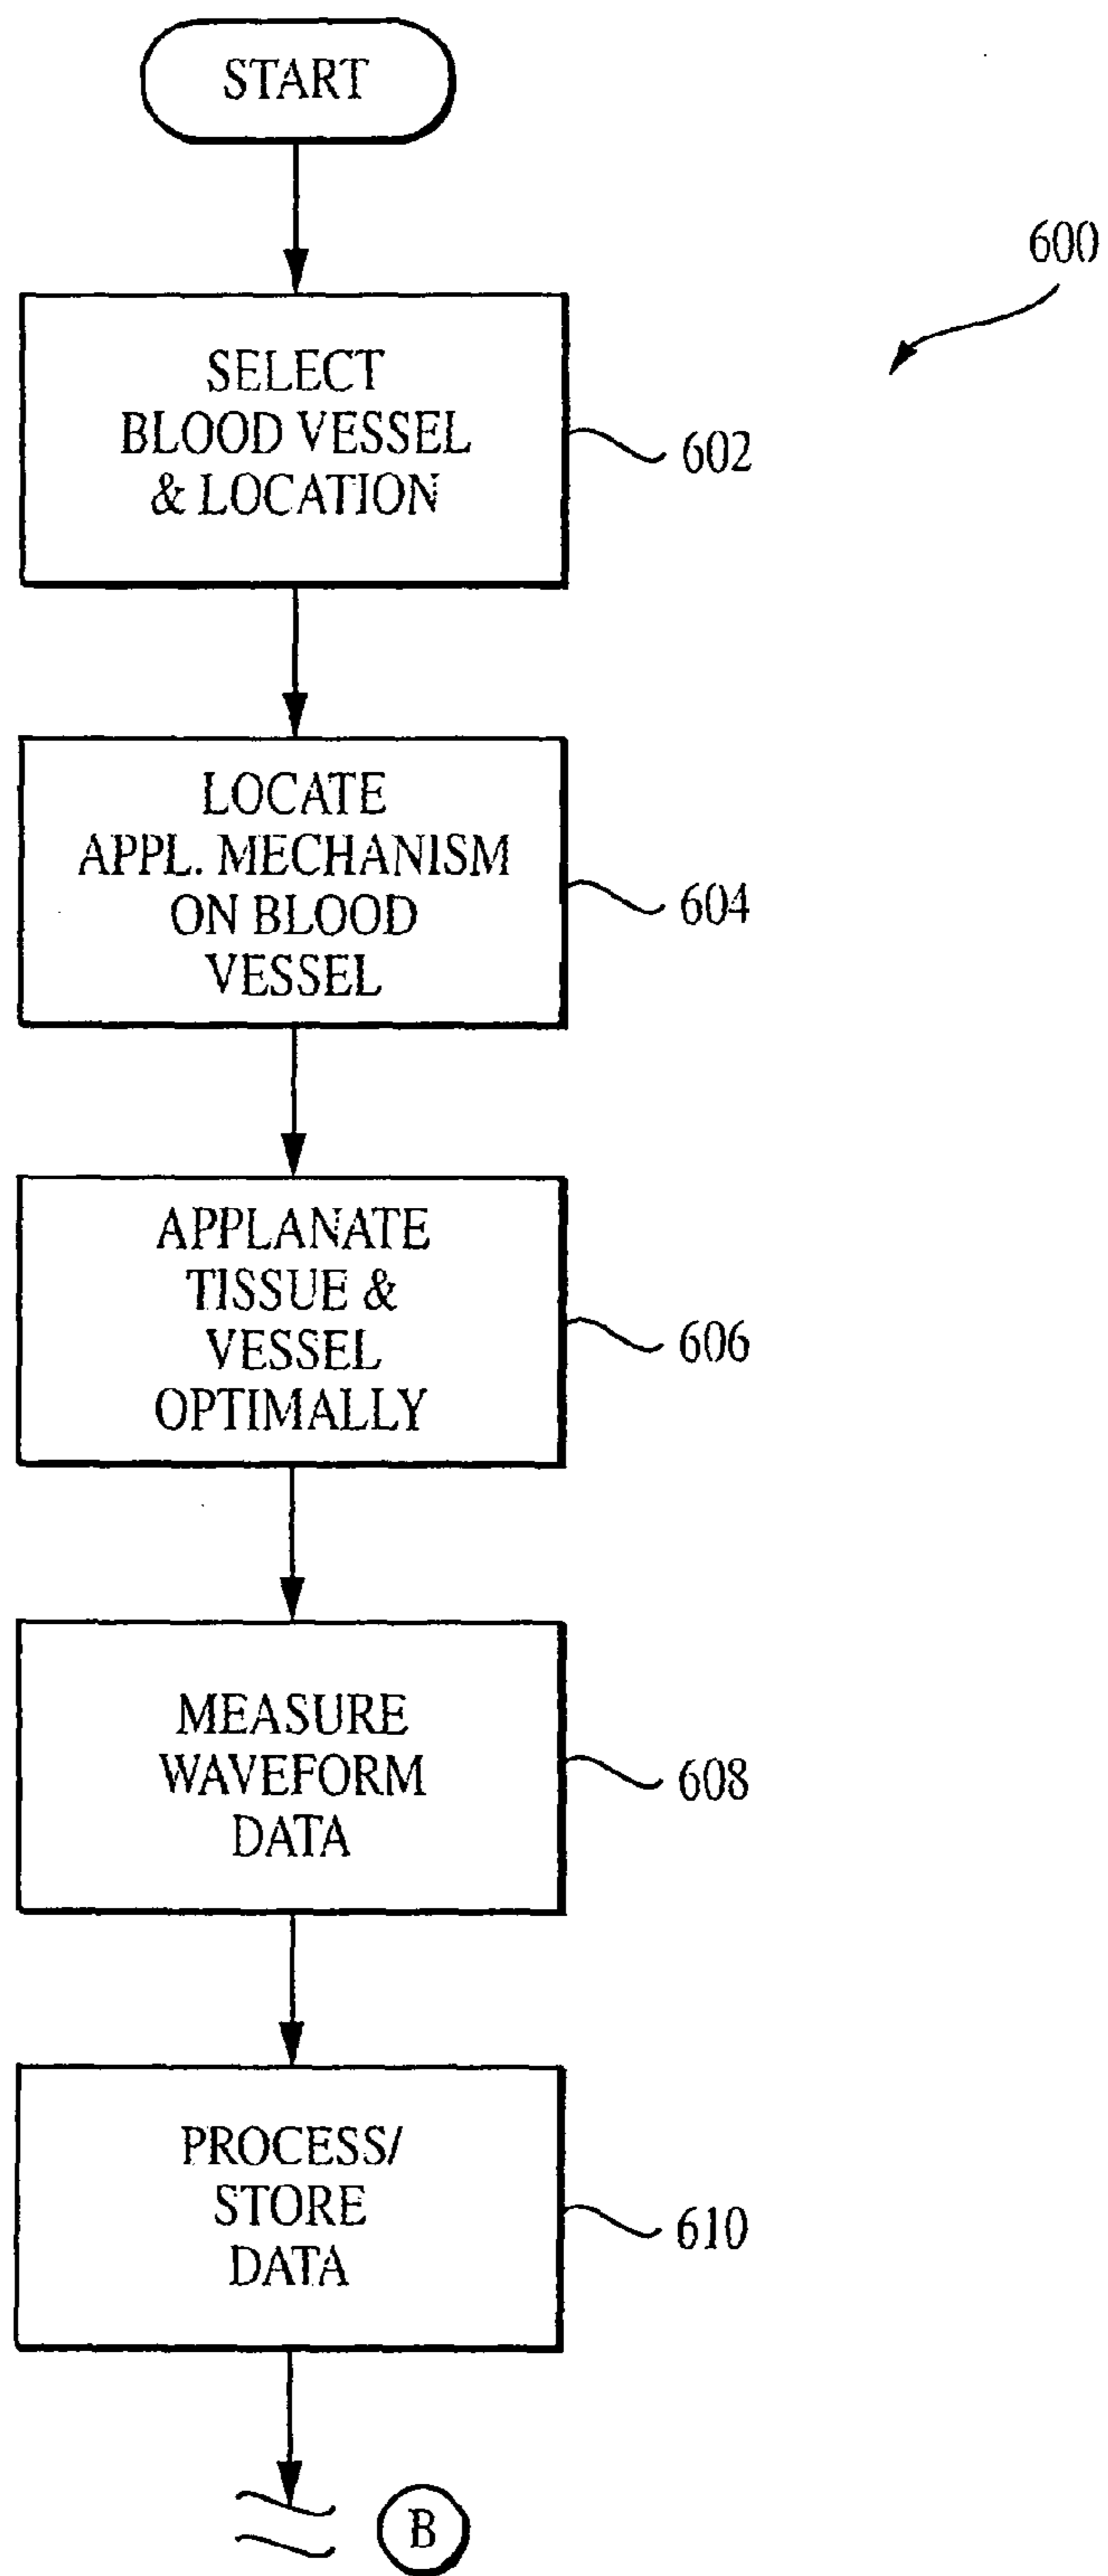 START
600
SELECT
BLOOD VESSEL
& LOCATION
602
LOCATE
APPL. MECHANISM
ON BLOOD
VESSEL
604
APPLANATE
TISSUE &
VESSEL
OPTIMALLY
606
MEASURE
WAVEFORM
DATA
608
PROCESS/
STORE
DATA
610
B